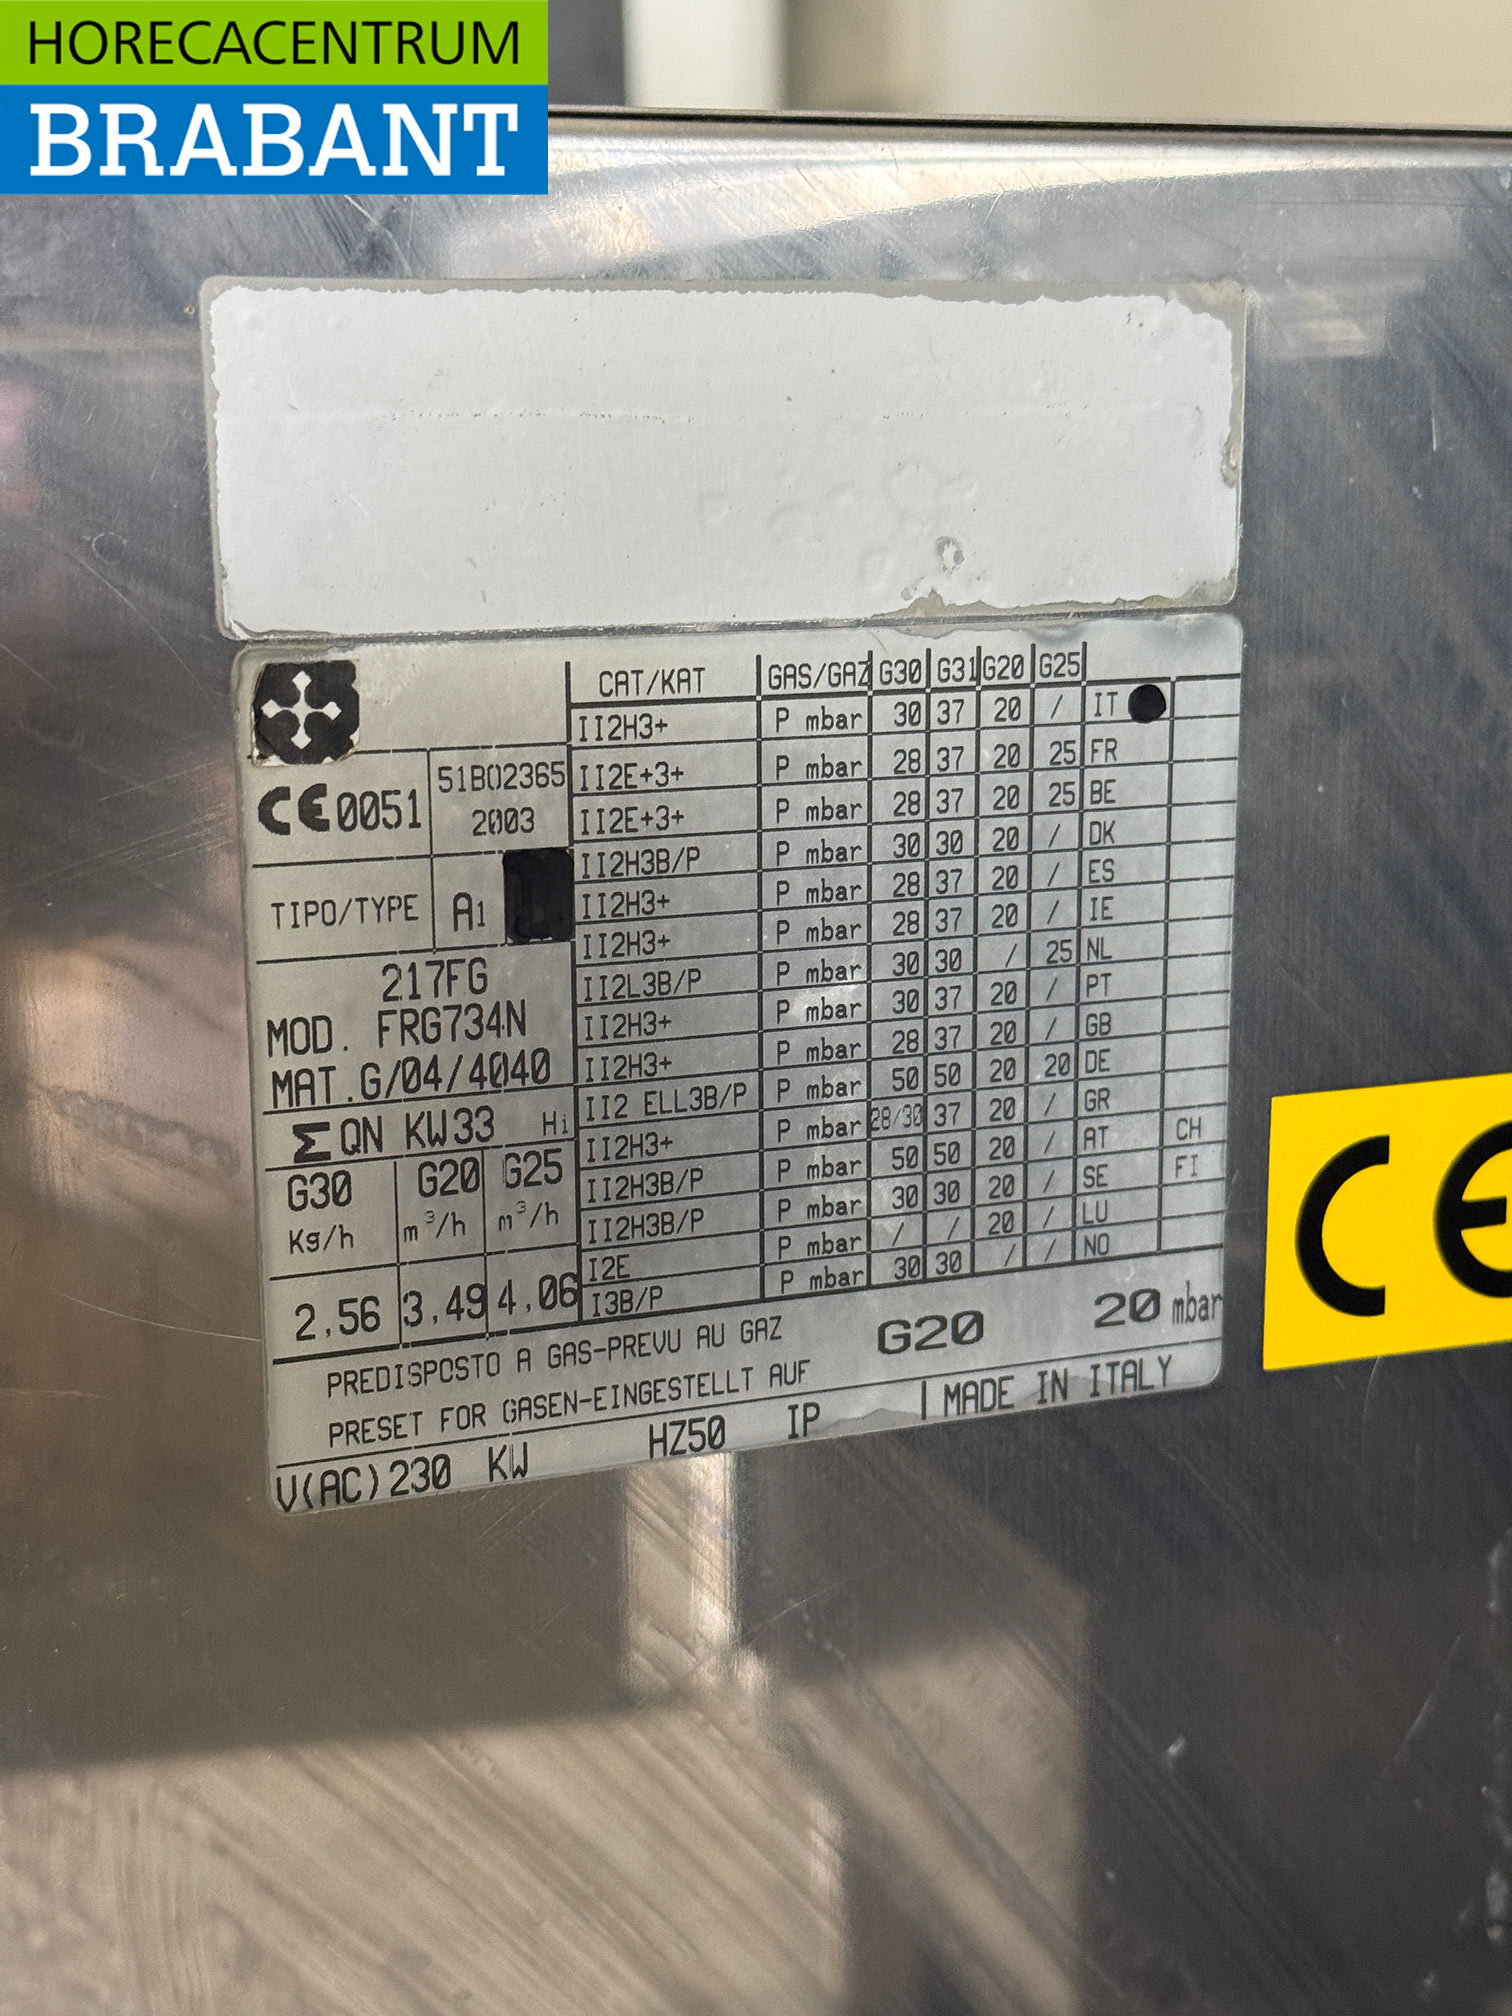 HORECACENTRUM
BRABANT
CAT/KAT GAS/GAZ G30 G31 G20 G25
II2H3+ P mbar 30 37 20 / IT
II2E+3+ P mbar 28 37 20 25 FR
II2E+3+ P mbar 28 37 20 25 BE
II2H3B/P P mbar 30 30 20 / DK
II2H3+ P mbar 28 37 20 / ES
II2H3+ P mbar 28 37 20 / IE
II2L3B/P P mbar 30 30 / 25 NL
II2H3+ P mbar 30 37 20 / PT
II2H3+ P mbar 28 37 20 / GB
II2 ELL3B/P P mbar 50 50 20 20 DE
II2H3+ P mbar 28/30 37 20 / GR
II2H3B/P P mbar 50 50 20 / AT CH
II2H3B/P P mbar 30 30 20 / SE FI
I2E P mbar / / 20 / LU
I3B/P P mbar 30 30 / / NO
CE 0051 51BO2365
2003
TIPO/TYPE A1
217FG
MOD. FRG734N
MAT.G/04/4040
ΣQN KW33 Hi
G30 G20 G25
Kg/h m³/h m³/h
2,56 3,49 4,06
PREDISPOSTO A GAS-PREVU AU GAZ
PRESET FOR GASEN-EINGESTELLT AUF
G20 20 mbar
V(AC)230 KW HZ50 IP MADE IN ITALY
CE